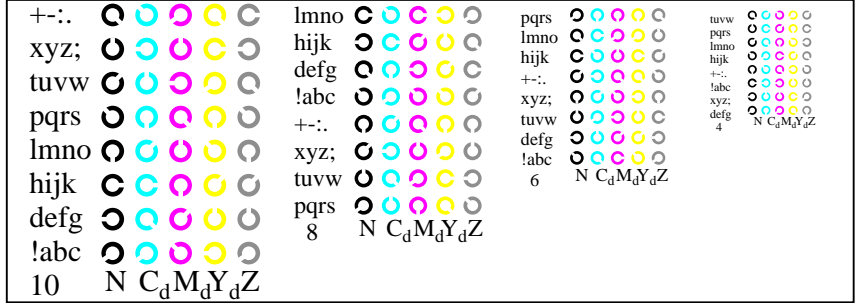 +-:.
xyz;
tuvw
pqrs
lmno
hijk
defg
!abc
10 N CdMdYdZ
lmno
hijk
defg
!abc
+-:.
xyz;
tuvw
pqrs
8 N CdMdYdZ
pqrs
lmno
hijk
+-:.
xyz;
tuvw
defg
!abc
6 N CdMdYdZ
tuvw
pqrs
lmno
hijk
+-:.
!abc
xyz;
defg
4 N CdMdYdZ